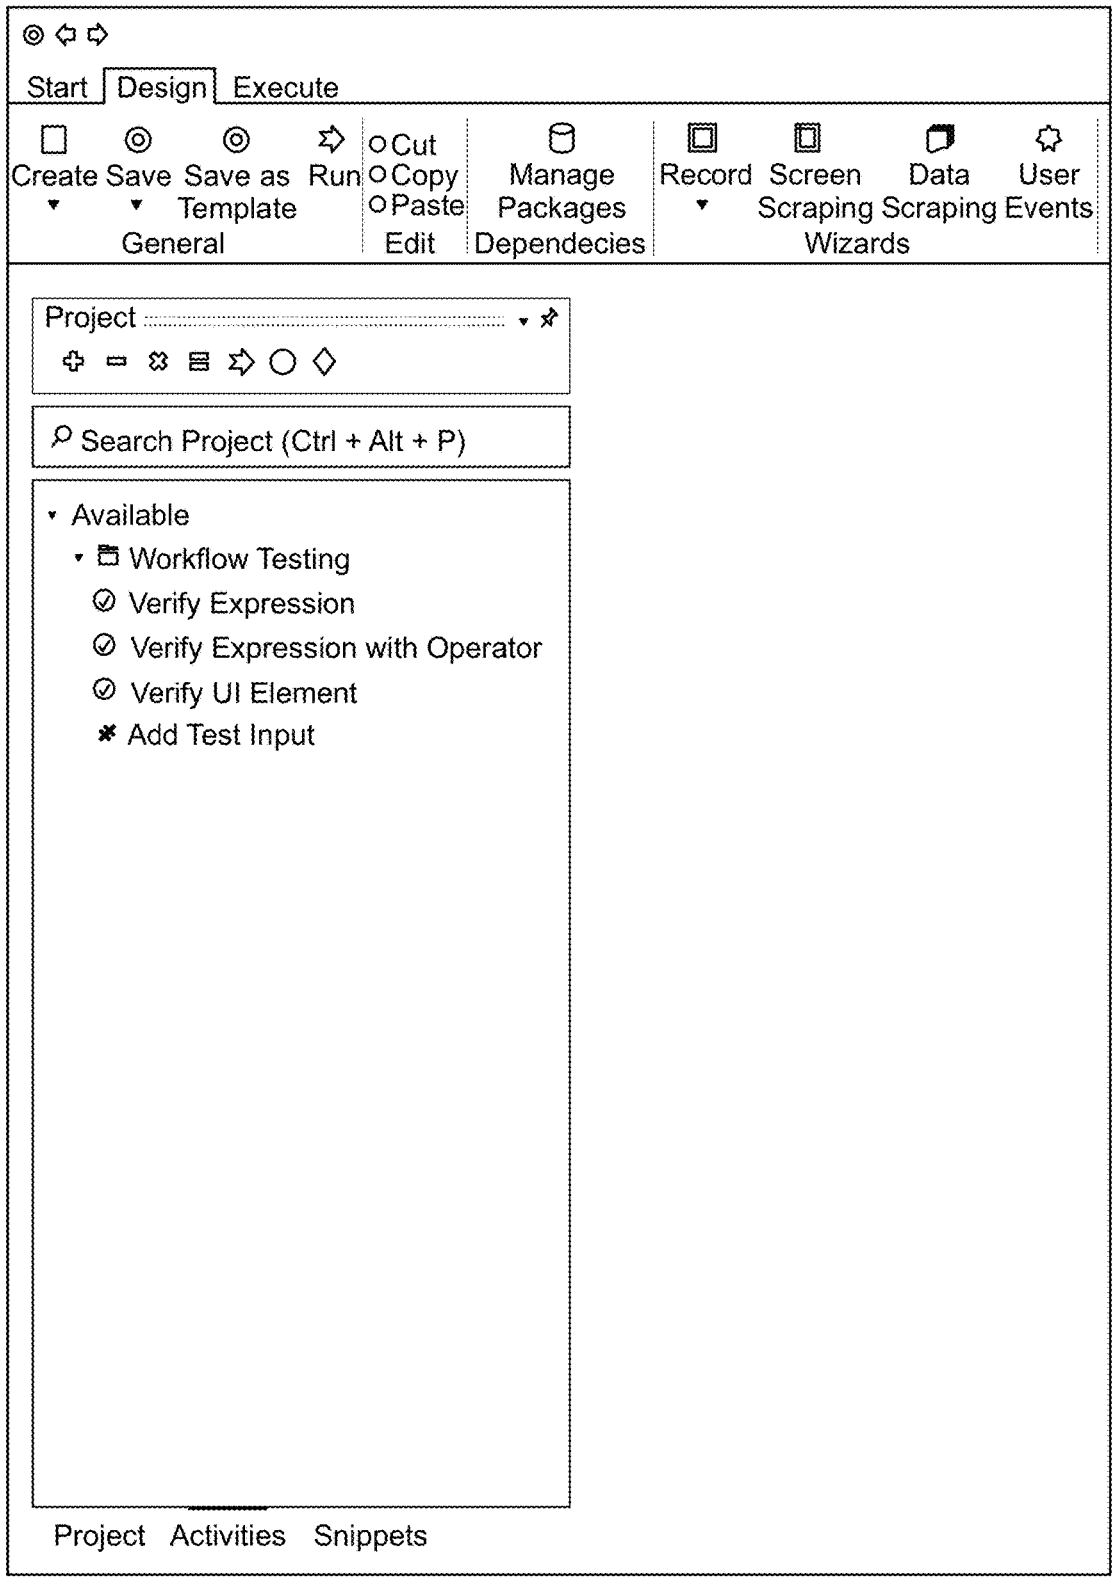 Start Design Execute
Create Save Save as Run
Template
General
Cut
Copy
Paste
Edit
Manage
Packages
Dependecies
Record Screen Data User
Scraping Scraping Events
Wizards
Project
Search Project (Ctrl + Alt + P)
Available
Workflow Testing
Verify Expression
Verify Expression with Operator
Verify UI Element
Add Test Input
Project Activities Snippets